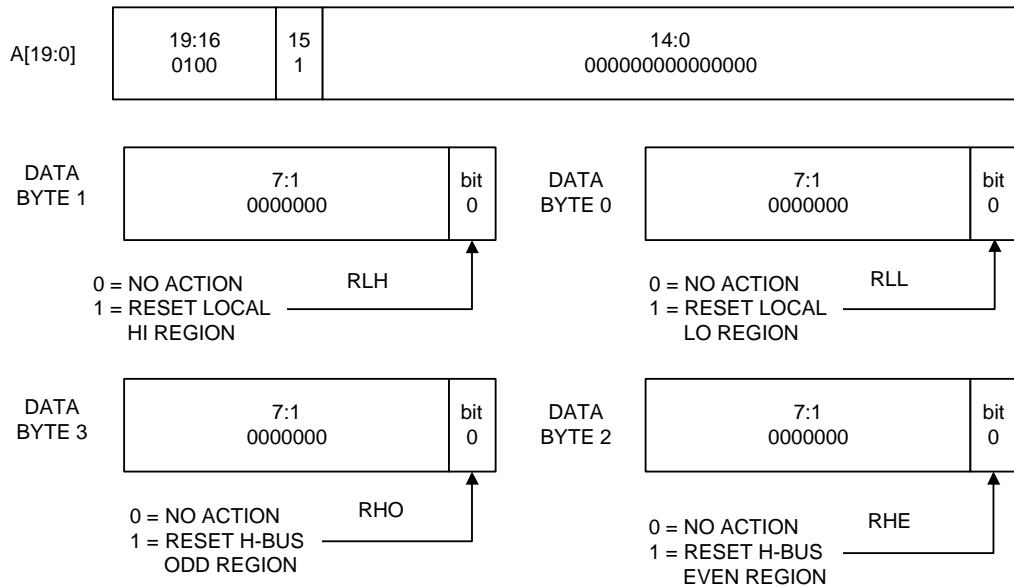 A[19:0]
19:16
0100
15
1
14:0
000000000000000
DATA
BYTE 1
7:1
0000000
bit
0
0 = NO ACTION
1 = RESET LOCAL
HI REGION
RLH
DATA
BYTE 0
7:1
0000000
bit
0
0 = NO ACTION
1 = RESET LOCAL
LO REGION
RLL
DATA
BYTE 3
7:1
0000000
bit
0
0 = NO ACTION
1 = RESET H-BUS
ODD REGION
RHO
DATA
BYTE 2
7:1
0000000
bit
0
0 = NO ACTION
1 = RESET H-BUS
EVEN REGION
RHE